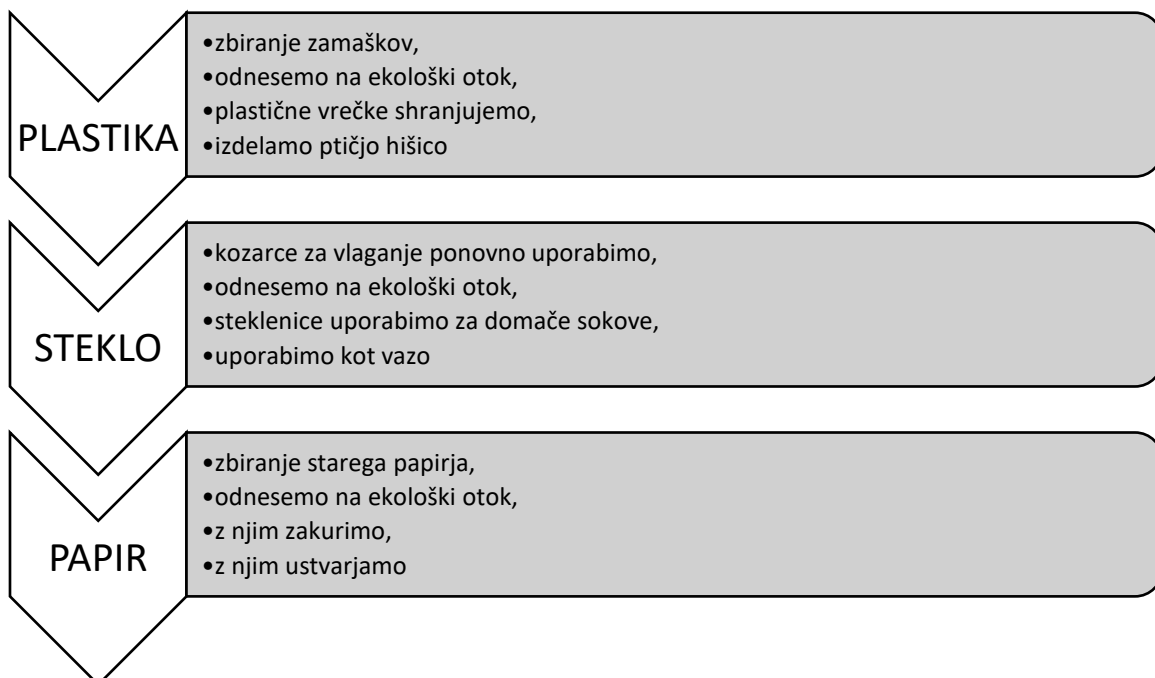 PLASTIKA
•zbiranje zamaškov,
•odnesemo na ekološki otok,
•plastične vrečke shranjujemo,
•izdelamo ptičjo hišico
STEKLO
•kozarce za vlaganje ponovno uporabimo,
•odnesemo na ekološki otok,
•steklenice uporabimo za domače sokove,
•uporabimo kot vazo
PAPIR
•zbiranje starega papirja,
•odnesemo na ekološki otok,
•z njim zakurimo,
•z njim ustvarjamo